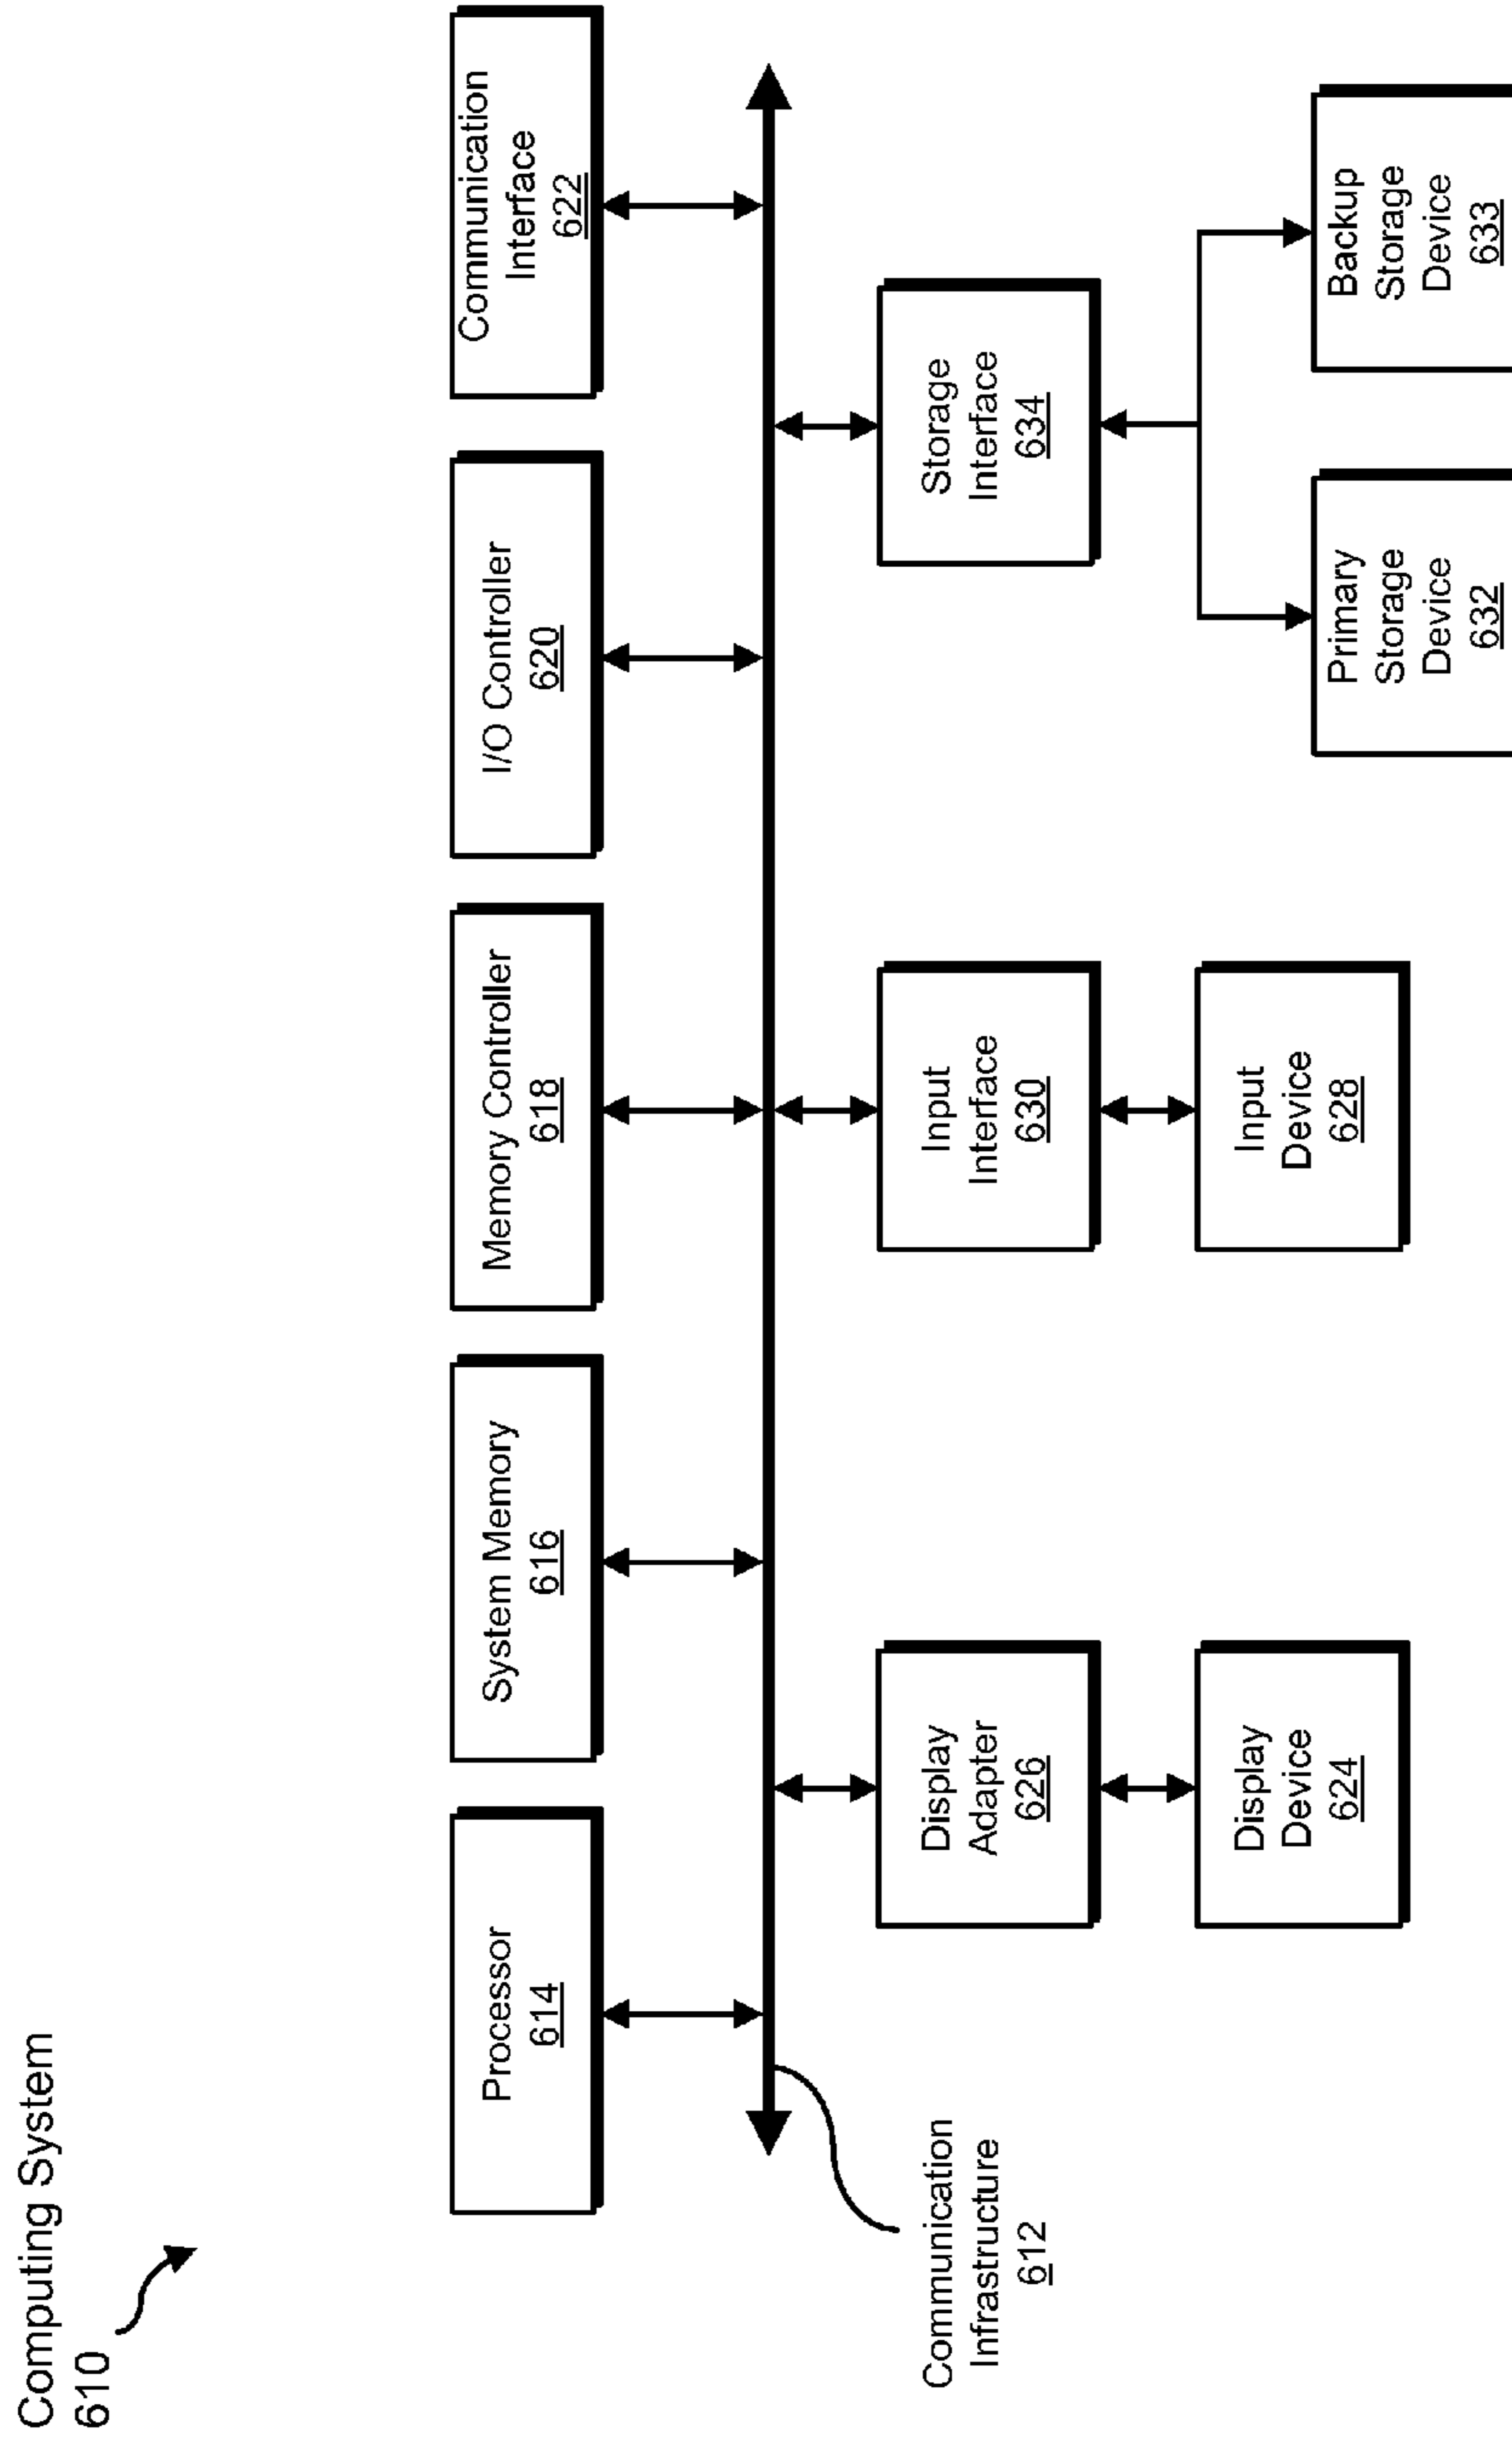 Computing System
610
Processor
614
System Memory
616
Memory Controller
618
I/O Controller
620
Communication
Interface
622
Communication
Infrastructure
612
Display
Adapter
626
Input
Interface
630
Storage
Interface
634
Display
Device
624
Input
Device
628
Primary
Storage
Device
632
Backup
Storage
Device
633